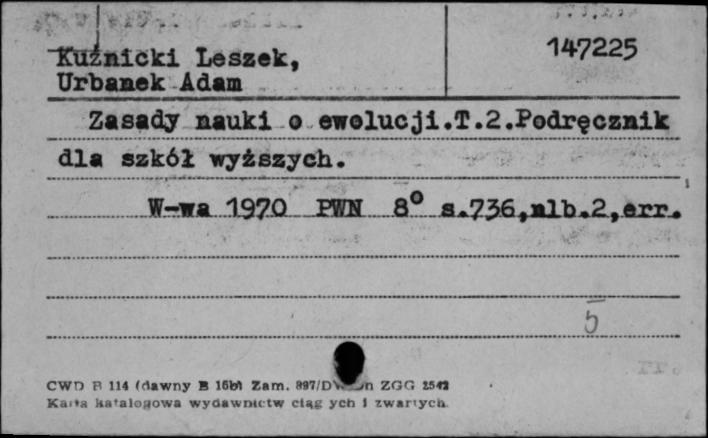 Kuźnicki Leszek,
147225
Urbanek Adam
Zasady nauki o ewolucji.T.2.Podręcznik
dla szkół wyższych.
W-wa 1970 PWN 8° s.736,nlb.2,err.
5
CWD B 114 (dawny B 16b) Zam. 897/D n ZGG 2542
Karta katalogowa wydawnictw ciąg ych i zwartych.